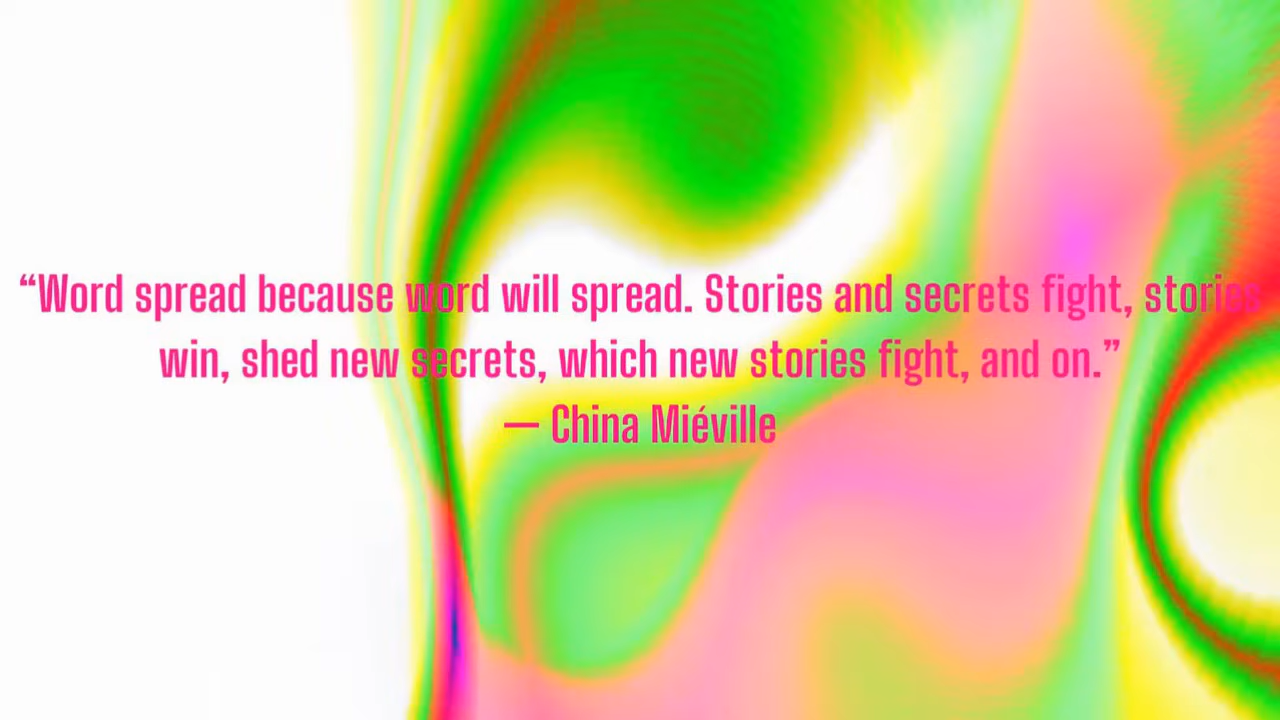 “Word spread because word will spread. Stories and secrets fight, stories
win, shed new secrets, which new stories fight, and on.”
— China Miéville